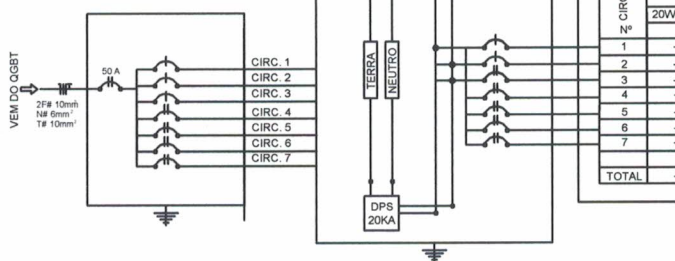 VEM DO QGBT
2F# 10mm²
N# 6mm²
T# 10mm²
50 A
CIRC. 1
CIRC. 2
CIRC. 3
CIRC. 4
CIRC. 5
CIRC. 6
CIRC. 7
TERRA
NEUTRO
DPS
20KA
CIRC
Nº
20W
1
2
3
4
5
6
7
TOTAL